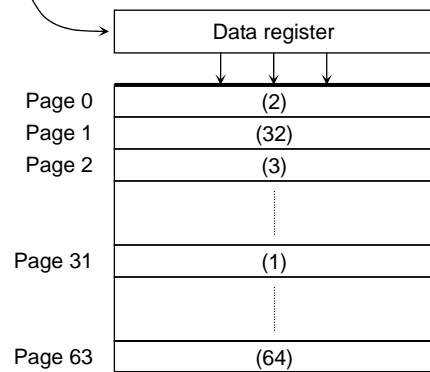 Data register
Page 0 (2)
Page 1 (32)
Page 2 (3)
Page 31 (1)
Page 63 (64)